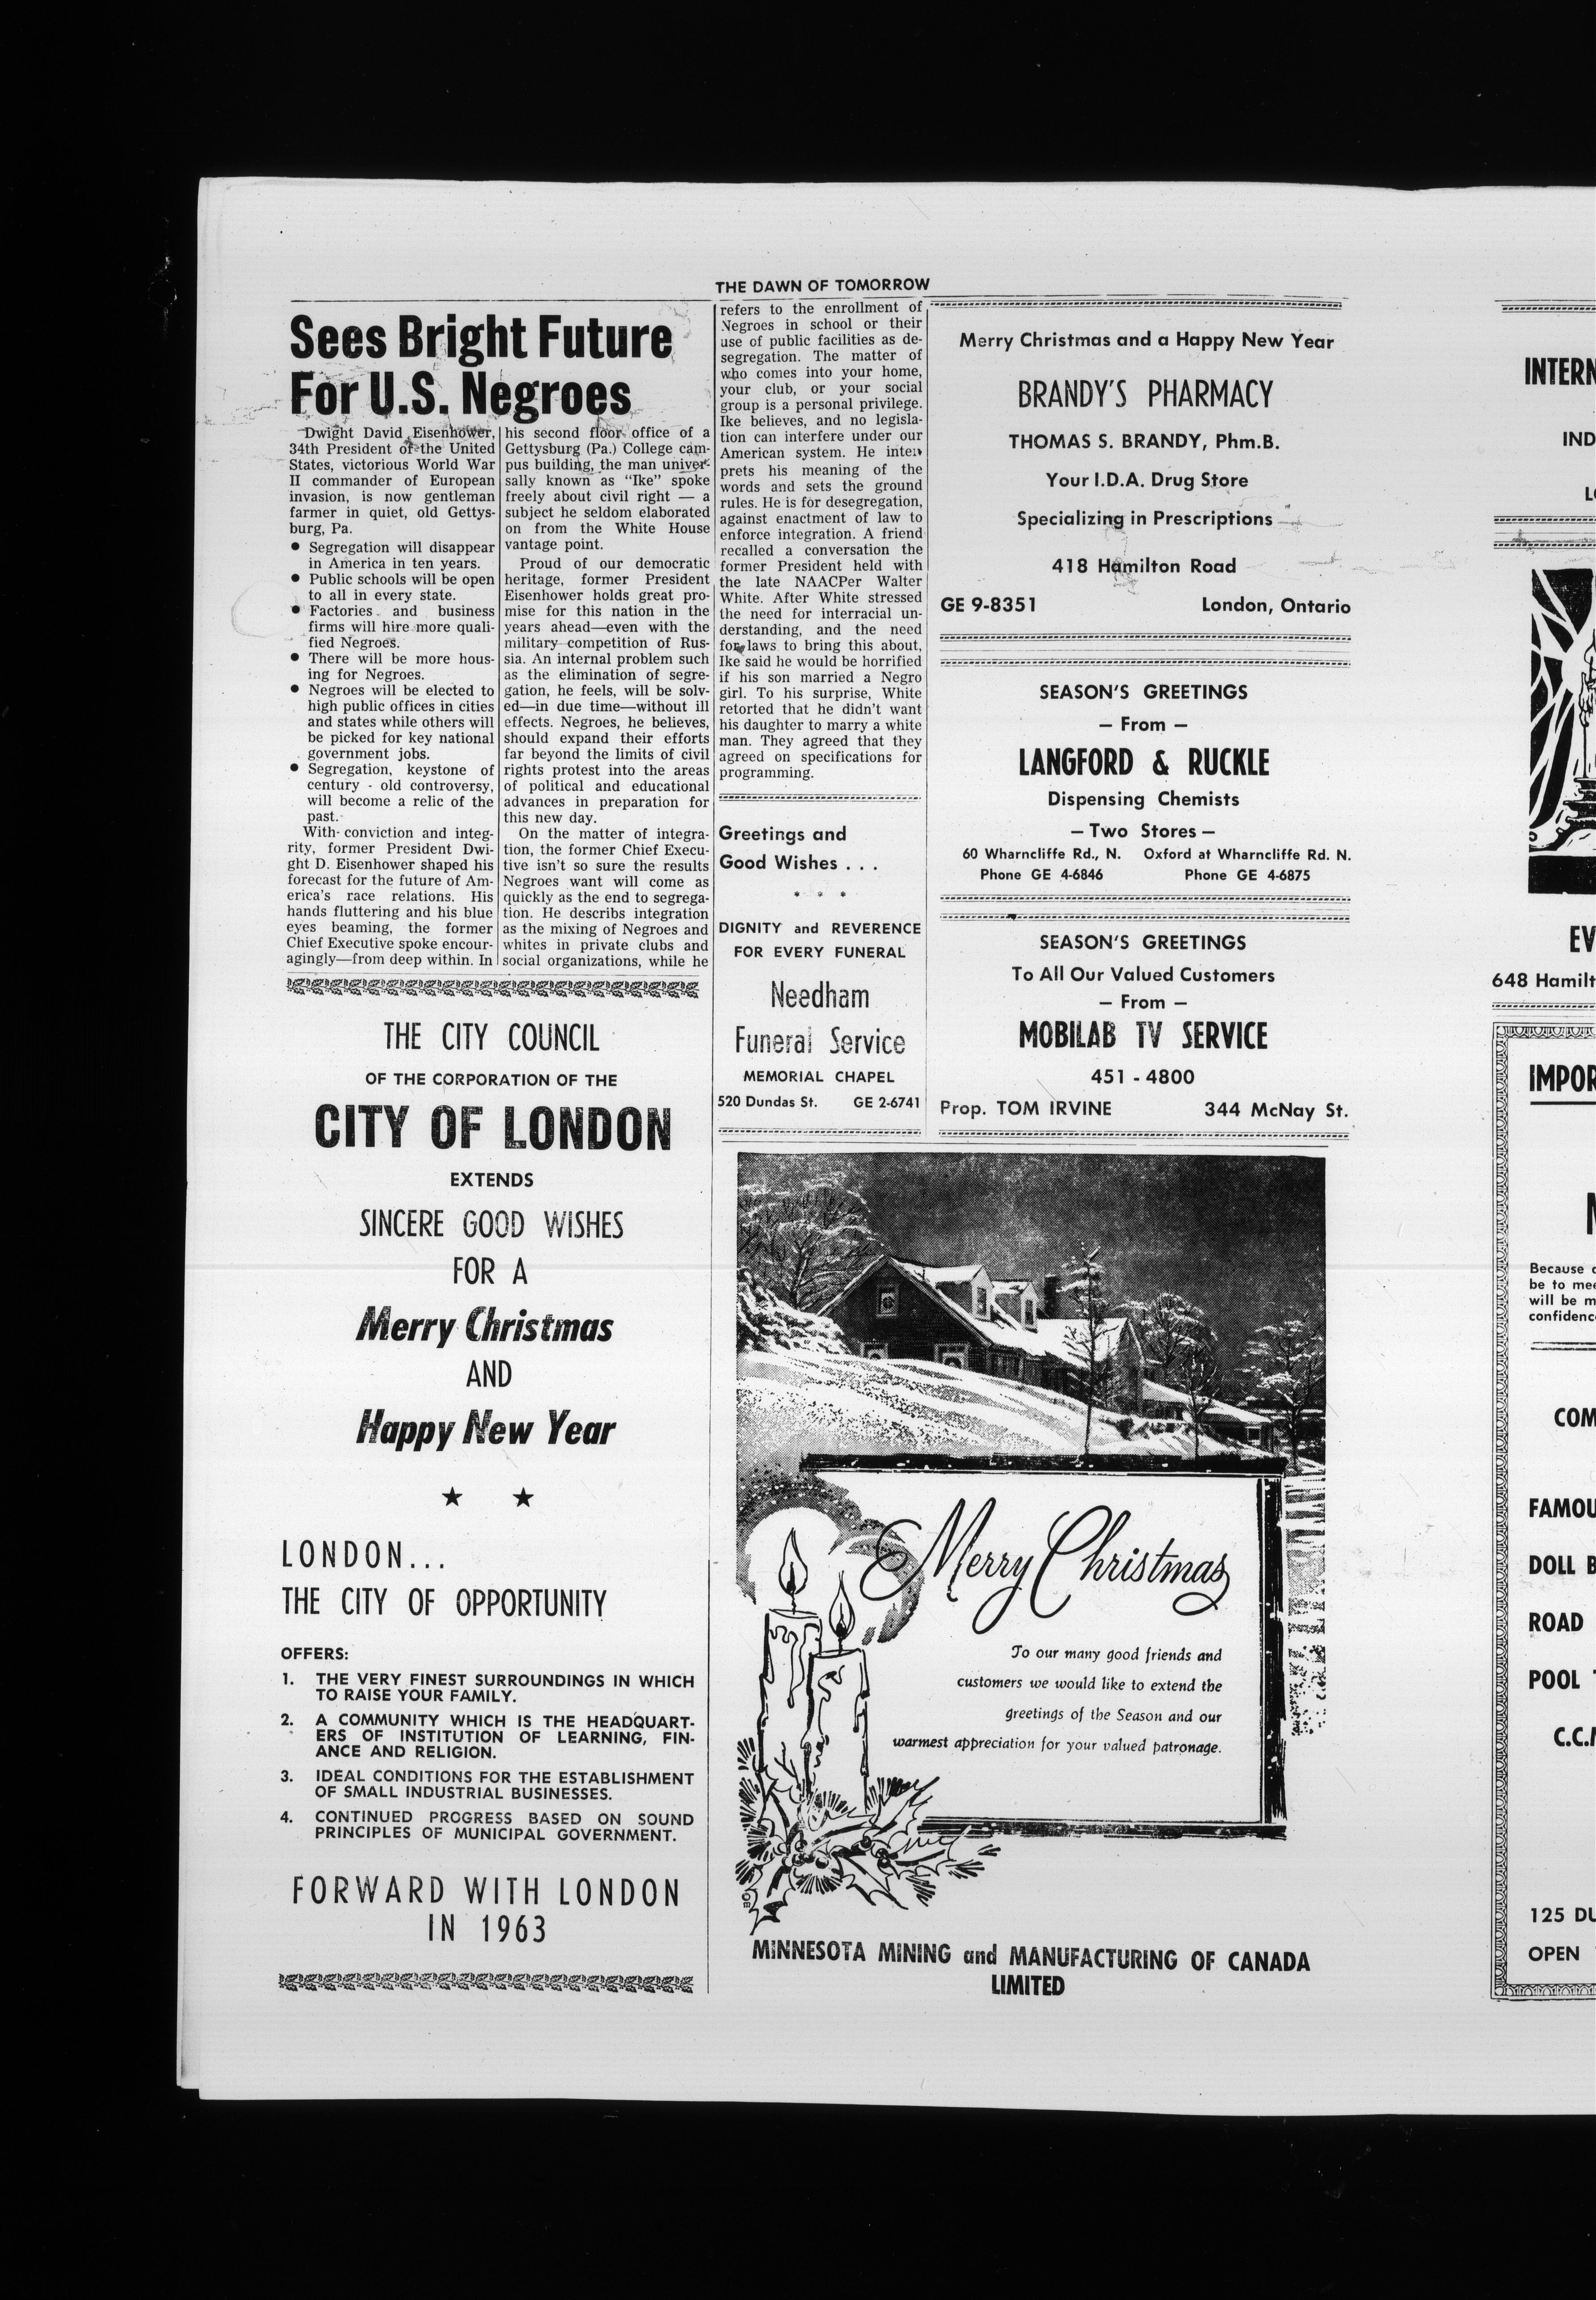 THE DAWN OF TOMORROW
Sees Bright Future
For U.S. Negroes
Dwight David Eisenhower,
34th President of the United
States, victorious World War
II commander of European
invasion, is now gentleman
farmer in quiet, old Gettys-
burg, Pa.
● Segregation will disappear
in America in ten years.
● Public schools will be open
to all in every state.
● Factories and business
firms will hire more quali-
fied Negroes.
● There will be more hous-
ing for Negroes.
● Negroes will be elected to
high public offices in cities
and states while others will
be picked for key national
government jobs.
● Segregation, keystone of
century - old controversy,
will become a relic of the
past.
With conviction and integ-
rity, former President Dwi-
ght D. Eisenhower shaped his
forecast for the future of Am-
erica's race relations. His
hands fluttering and his blue
eyes beaming, the former
Chief Executive spoke encour-
agingly—from deep within. In
his second floor office of a
Gettysburg (Pa.) College cam-
pus building, the man univer-
sally known as "Ike" spoke
freely about civil right — a
subject he seldom elaborated
on from the White House
vantage point.
Proud of our democratic
heritage, former President
Eisenhower holds great pro-
mise for this nation in the
years ahead—even with the
military competition of Rus-
sia. An internal problem such
as the elimination of segre-
gation, he feels, will be solv-
ed—in due time—without ill
effects. Negroes, he believes,
should expand their efforts
far beyond the limits of civil
rights protest into the areas
of political and educational
advances in preparation for
this new day.
On the matter of integra-
tion, the former Chief Execu-
tive isn't so sure the results
Negroes want will come as
quickly as the end to segrega-
tion. He describs integration
as the mixing of Negroes and
whites in private clubs and
social organizations, while he
refers to the enrollment of
Negroes in school or their
use of public facilities as de-
segregation. The matter of
who comes into your home,
your club, or your social
group is a personal privilege.
Ike believes, and no legisla-
tion can interfere under our
American system. He inter-
prets his meaning of the
words and sets the ground
rules. He is for desegregation,
against enactment of law to
enforce integration. A friend
recalled a conversation the
former President held with
the late NAACPer Walter
White. After White stressed
the need for interracial un-
derstanding, and the need
for laws to bring this about,
Ike said he would be horrified
if his son married a Negro
girl. To his surprise, White
retorted that he didn't want
his daughter to marry a white
man. They agreed that they
agreed on specifications for
programming.
THE CITY COUNCIL
OF THE CORPORATION OF THE
CITY OF LONDON
EXTENDS
SINCERE GOOD WISHES
FOR A
Merry Christmas
AND
Happy New Year
★ ★
LONDON...
THE CITY OF OPPORTUNITY
OFFERS:
1. THE VERY FINEST SURROUNDINGS IN WHICH
TO RAISE YOUR FAMILY.
2. A COMMUNITY WHICH IS THE HEADQUART-
ERS OF INSTITUTION OF LEARNING, FIN-
ANCE AND RELIGION.
3. IDEAL CONDITIONS FOR THE ESTABLISHMENT
OF SMALL INDUSTRIAL BUSINESSES.
4. CONTINUED PROGRESS BASED ON SOUND
PRINCIPLES OF MUNICIPAL GOVERNMENT.
FORWARD WITH LONDON
IN 1963
Greetings and
Good Wishes . . .
* * *
DIGNITY and REVERENCE
FOR EVERY FUNERAL
Needham
Funeral Service
MEMORIAL CHAPEL
520 Dundas St. GE 2-6741
Merry Christmas and a Happy New Year
BRANDY'S PHARMACY
THOMAS S. BRANDY, Phm.B.
Your I.D.A. Drug Store
Specializing in Prescriptions
418 Hamilton Road
GE 9-8351 London, Ontario
SEASON'S GREETINGS
— From —
LANGFORD & RUCKLE
Dispensing Chemists
— Two Stores —
60 Wharncliffe Rd., N. Oxford at Wharncliffe Rd. N.
Phone GE 4-6846 Phone GE 4-6875
SEASON'S GREETINGS
To All Our Valued Customers
— From —
MOBILAB TV SERVICE
451 - 4800
Prop. TOM IRVINE 344 McNay St.
Merry Christmas
To our many good friends and
customers we would like to extend the
greetings of the Season and our
warmest appreciation for your valued patronage.
MINNESOTA MINING and MANUFACTURING OF CANADA
LIMITED
648 Hamilt
Because
be to
will be
COM
ROAD
POOL
125
OPEN